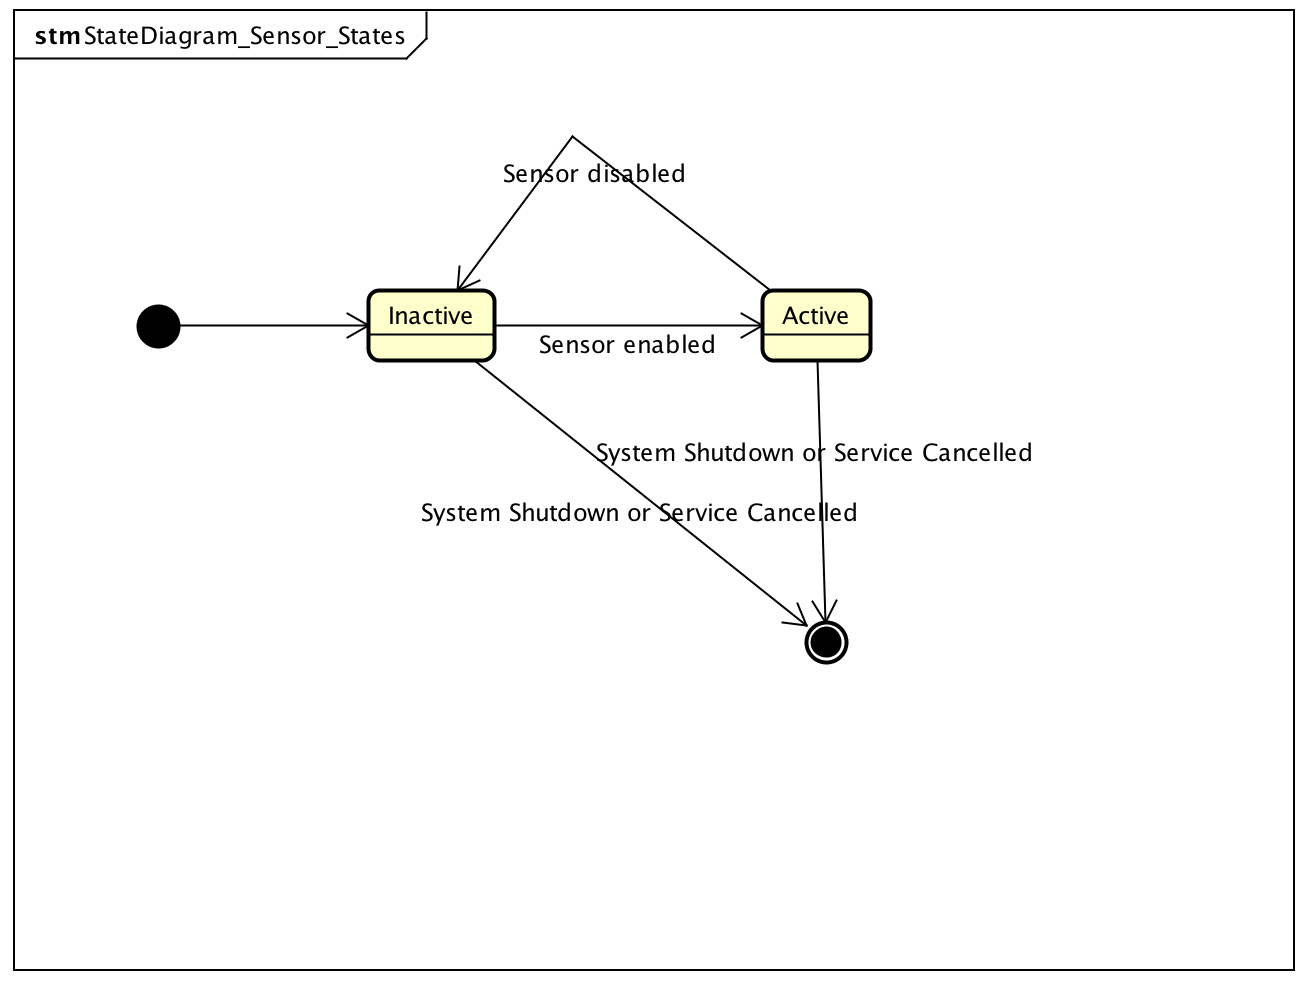 stm StateDiagram_Sensor_States
Sensor disabled
Inactive
Active
Sensor enabled
System Shutdown or Service Cancelled
System Shutdown or Service Cancelled